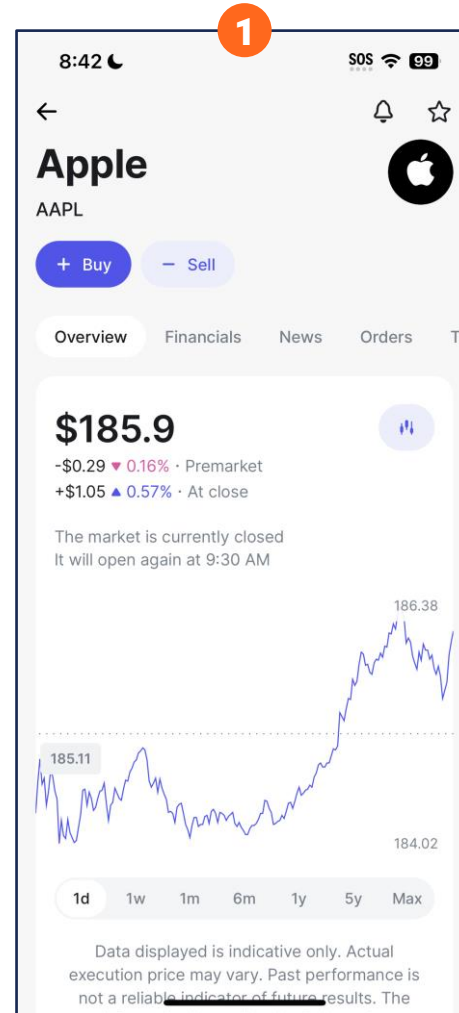 1
8:42
SOS 99
Apple
AAPL
+ Buy − Sell
Overview Financials News Orders T
$185.9
-$0.29 ▼ 0.16% · Premarket
+$1.05 ▲ 0.57% · At close
The market is currently closed
It will open again at 9:30 AM
186.38
185.11
184.02
1d 1w 1m 6m 1y 5y Max
Data displayed is indicative only. Actual
execution price may vary. Past performance is
not a reliable indicator of future results. The